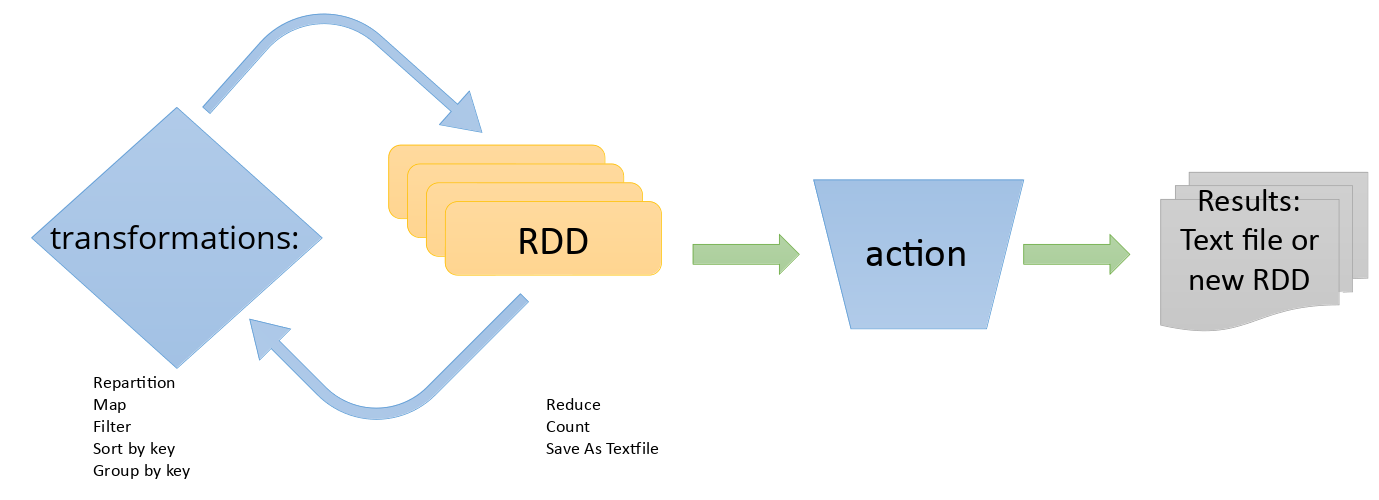 transformations:
RDD
action
Results:
Text file or
new RDD
Repartition
Map
Filter
Sort by key
Group by key
Reduce
Count
Save As Textfile